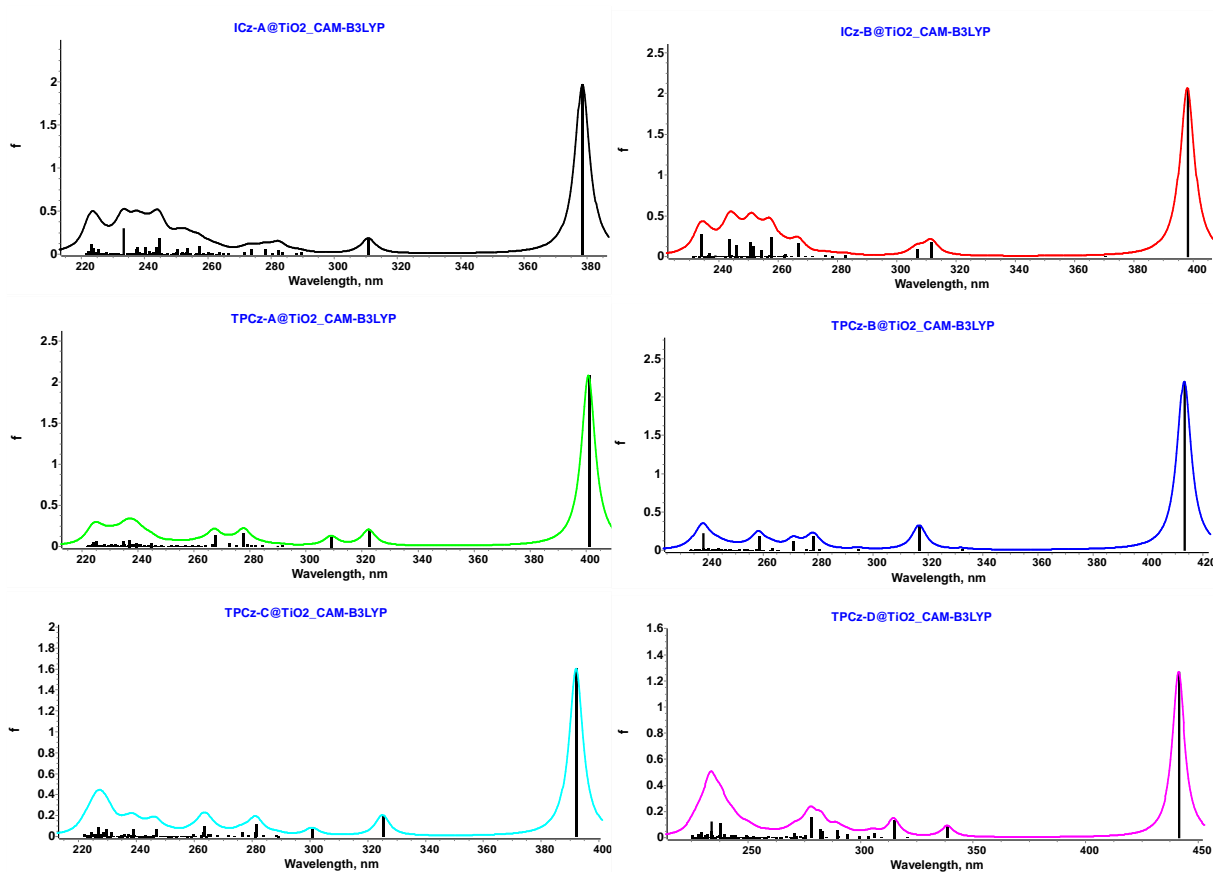 ICz-A@TiO2_CAM-B3LYP
2
1.5
1
0.5
0
f
220 240 260 280 300 320 340 360 380
Wavelength, nm
ICz-B@TiO2_CAM-B3LYP
2.5
2
1.5
1
0.5
0
f
240 260 280 300 320 340 360 380 400
Wavelength, nm
TPCz-A@TiO2_CAM-B3LYP
2.5
2
1.5
1
0.5
0
f
220 240 260 280 300 320 340 360 380 400
Wavelength, nm
TPCz-B@TiO2_CAM-B3LYP
2.5
2
1.5
1
0.5
0
f
240 260 280 300 320 340 360 380 400 420
Wavelength, nm
TPCz-C@TiO2_CAM-B3LYP
2
1.8
1.6
1.4
1.2
1
0.8
0.6
0.4
0.2
0
f
220 240 260 280 300 320 340 360 380 400
Wavelength, nm
TPCz-D@TiO2_CAM-B3LYP
1.6
1.4
1.2
1
0.8
0.6
0.4
0.2
0
f
250 300 350 400 450
Wavelength, nm